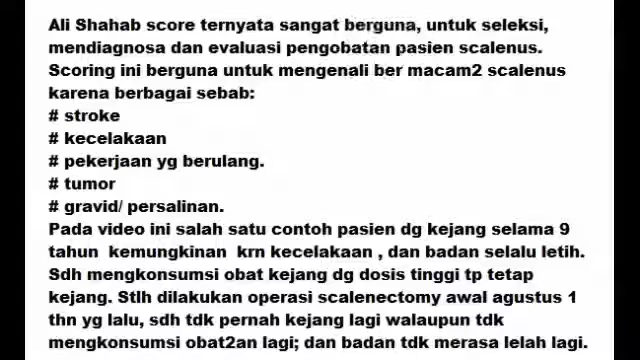 Ali Shahab score ternyata sangat berguna, untuk seleksi,
mendiagnosa dan evaluasi pengobatan pasien scalenus.
Scoring ini berguna untuk mengenali ber macam2 scalenus
karena berbagai sebab:
# stroke
# kecelakaan
# pekerjaan yg berulang.
# tumor
# gravid/ persalinan.
Pada video ini salah satu contoh pasien dg kejang selama 9
tahun kemungkinan krn kecelakaan , dan badan selalu letih.
Sdh mengkonsumsi obat kejang dg dosis tinggi tp tetap
kejang. Stlh dilakukan operasi scalenectomy awal agustus 1
thn yg lalu, sdh tdk pernah kejang lagi walaupun tdk
mengkonsumsi obat2an lagi; dan badan tdk merasa lelah lagi.